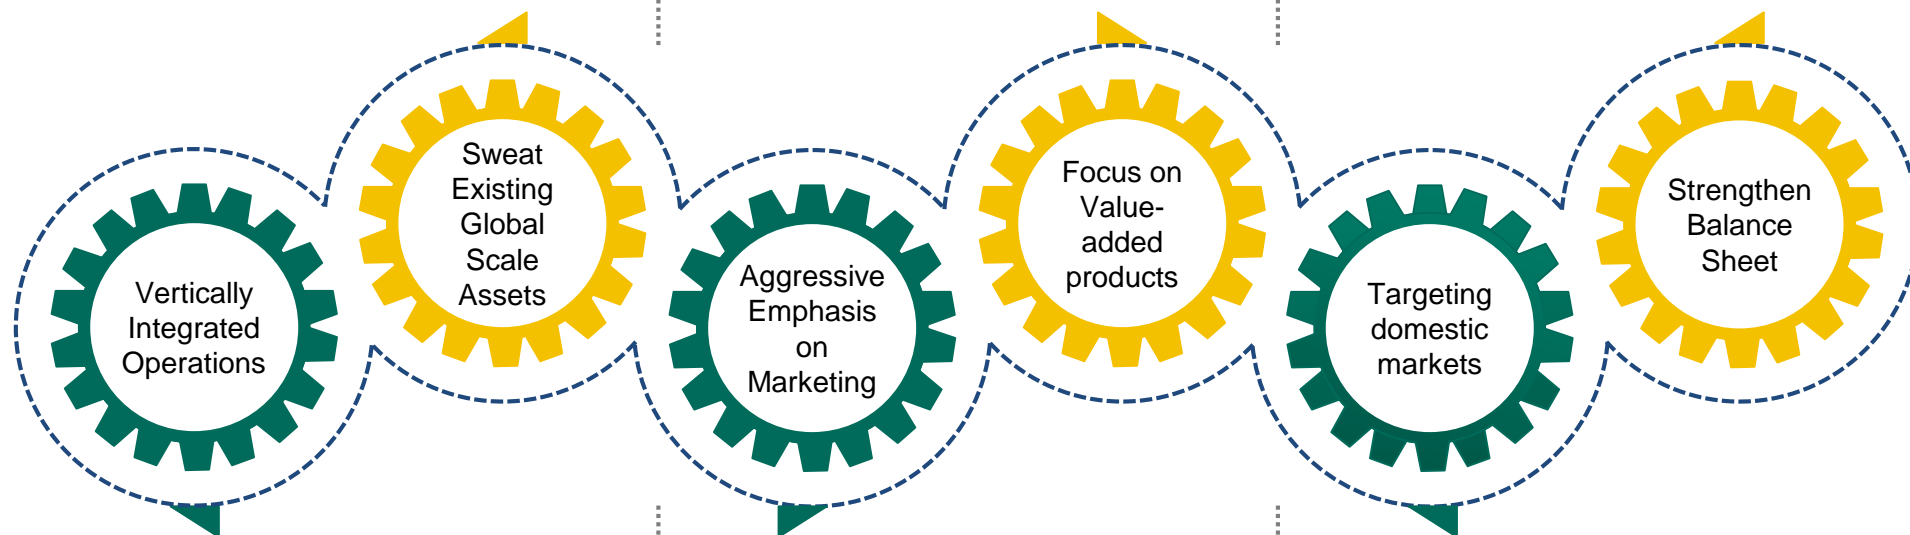 Vertically
Integrated
Operations
Sweat
Existing
Global
Scale
Assets
Aggressive
Emphasis
on
Marketing
Focus on
Value-
added
products
Targeting
domestic
markets
Strengthen
Balance
Sheet